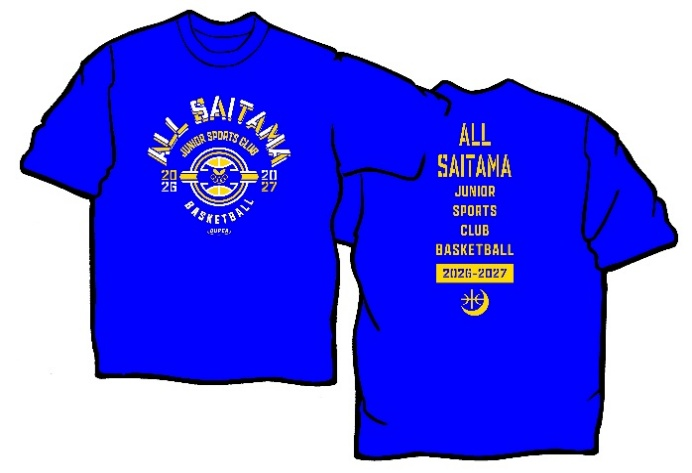 ALL SAITAMA
JUNIOR SPORTS CLUB
20 20
26 27
BASKETBALL
ALL
SAITAMA
JUNIOR
SPORTS
CLUB
BASKETBALL
2026-2027